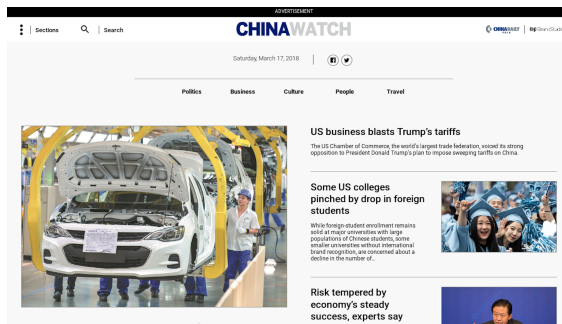 ADVERTISEMENT
Sections
Search
CHINAWATCH
CHINADAILY
BrandStudio
Saturday, March 17, 2018
Politics Business Culture People Travel
US business blasts Trump's tariffs
The US Chamber of Commerce, the world's largest trade federation, voiced its strong
opposition to President Donald Trump's plan to impose sweeping tariffs on China.
Some US colleges
pinched by drop in foreign
students
While foreign-student enrollment remains
solid at major universities with large
populations of Chinese students, some
smaller universities without international
brand recognition, are concerned about a
decline in the number of...
Risk tempered by
economy's steady
success, experts say